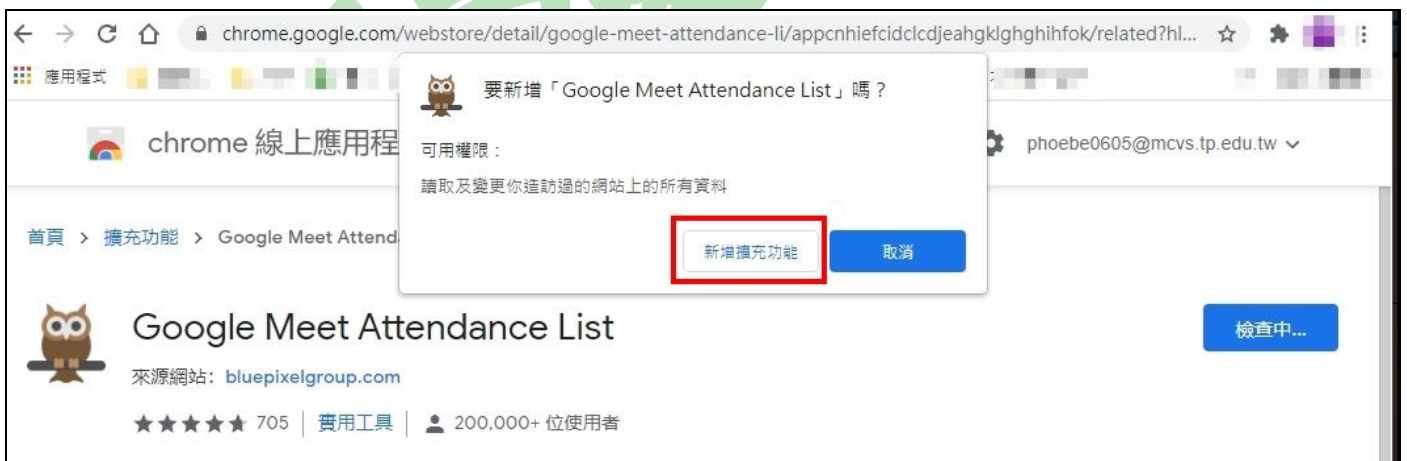 chrome.google.com/webstore/detail/google-meet-attendance-li/appcnhiefcidclcdjeahgklghghihfok/related?hl...
應用程式
要新增「Google Meet Attendance List」嗎？
可用權限：
讀取及變更你造訪過的網站上的所有資料
新增擴充功能
取消
chrome 線上應用程
phoebe0605@mcvs.tp.edu.tw
首頁 > 擴充功能 > Google Meet Attend
Google Meet Attendance List
檢查中...
來源網站: bluepixelgroup.com
705 | 實用工具 | 200,000+ 位使用者